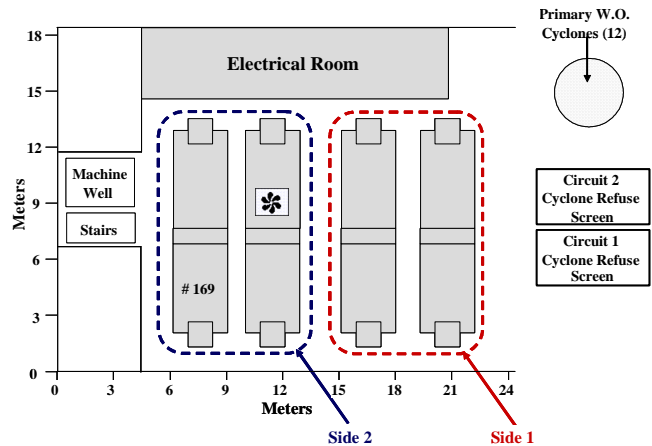 Primary W.O.
Cyclones (12)
18
15
12
9
6
3
0
Meters
Electrical Room
Machine
Well
Stairs
# 169
Circuit 2
Cyclone Refuse
Screen
Circuit 1
Cyclone Refuse
Screen
0 3 6 9 12 15 18 21 24
Meters
Side 2
Side 1